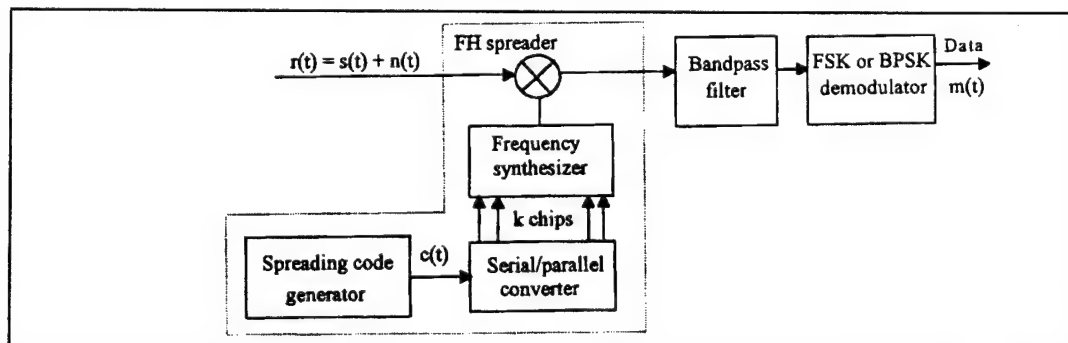 FH spreader
r(t) = s(t) + n(t)
Bandpass
filter
FSK or BPSK
demodulator
Data
m(t)
Frequency
synthesizer
k chips
Spreading code
generator
c(t)
Serial/parallel
converter